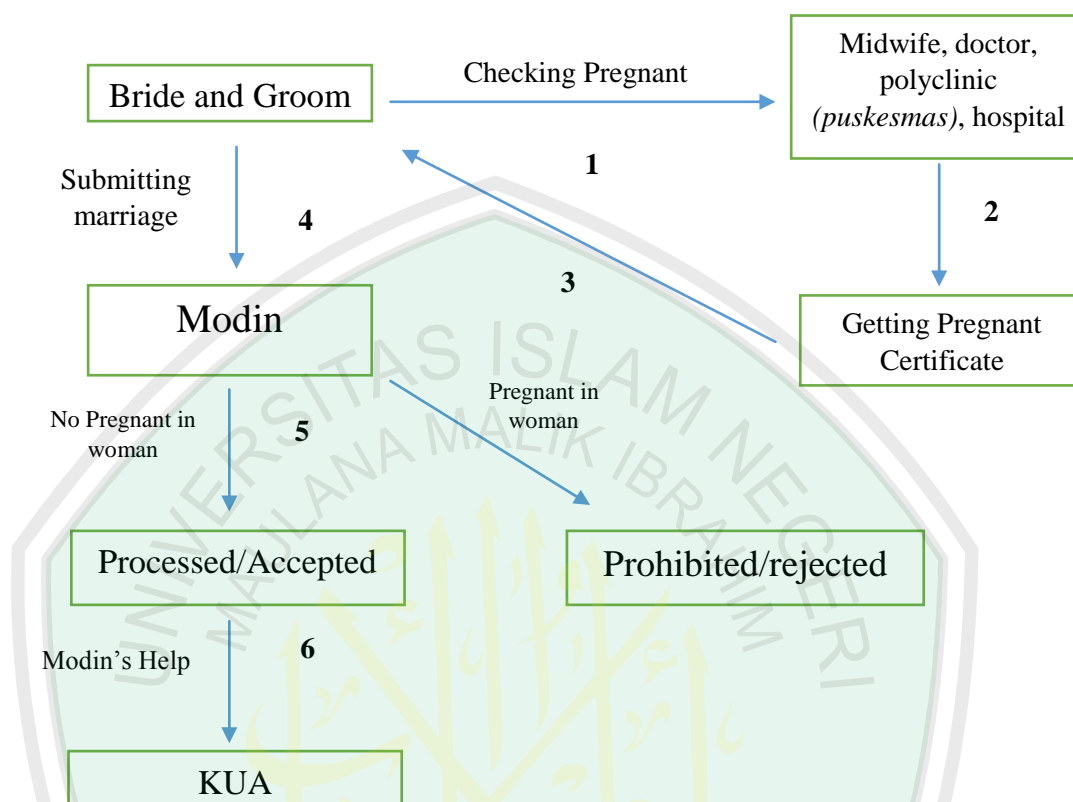 Bride and Groom
Checking Pregnant
Midwife, doctor,
polyclinic
(puskesmas), hospital
1
Submitting
marriage
4
2
3
Modin
Getting Pregnant
Certificate
No Pregnant in
woman
5
Pregnant in
woman
Processed/Accepted
Prohibited/rejected
Modin’s Help
6
KUA
UNIVERSITAS ISLAM NEGERI
MAULANA MALIK IBRAHIM